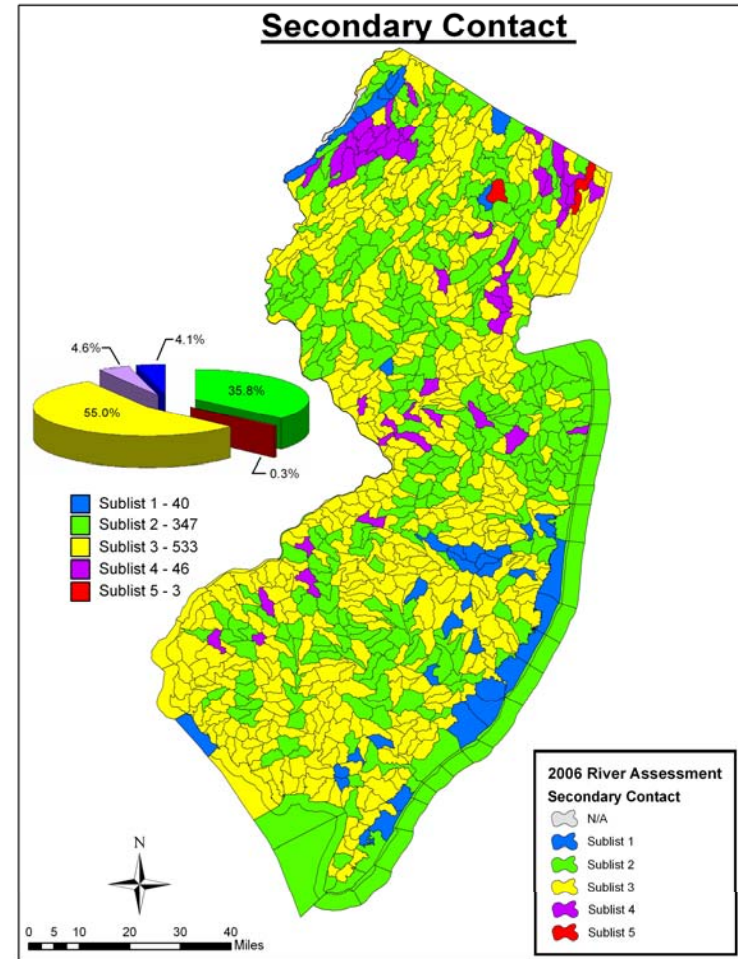 Secondary Contact
4.6%
4.1%
35.8%
55.0%
0.3%
Sublist 1 - 40
Sublist 2 - 347
Sublist 3 - 533
Sublist 4 - 46
Sublist 5 - 3
2006 River Assessment
Secondary Contact
N/A
Sublist 1
Sublist 2
Sublist 3
Sublist 4
Sublist 5
N
0 5 10 20 30 40
Miles